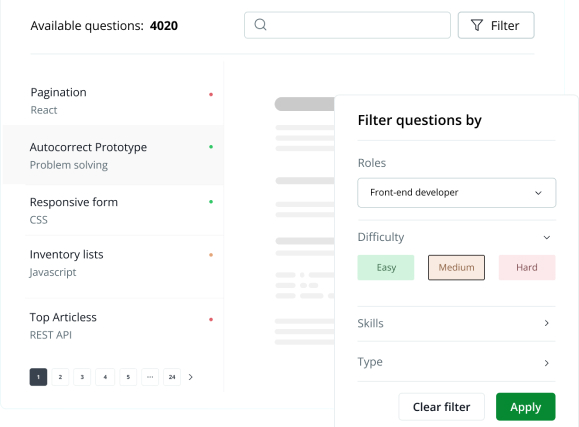 Available questions: 4020
Filter
Pagination
React
Autocorrect Prototype
Problem solving
Responsive form
CSS
Inventory lists
Javascript
Top Articless
REST API
1 2 3 4 5 ... 24
Filter questions by
Roles
Front-end developer
Difficulty
Easy Medium Hard
Skills
Type
Clear filter Apply